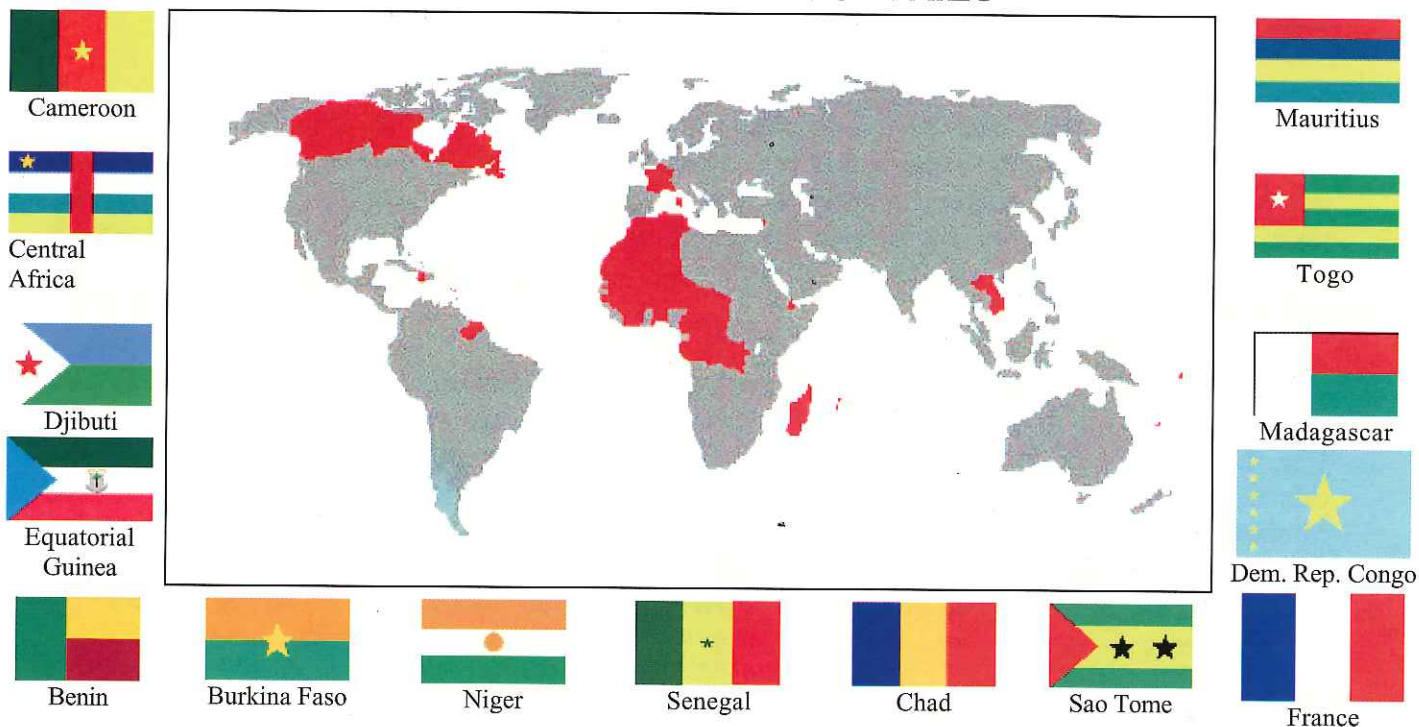 Cameroon
Central
Africa
Djibuti
Equatorial
Guinea
Mauritius
Togo
Madagascar
Dem. Rep. Congo
Benin
Burkina Faso
Niger
Senegal
Chad
Sao Tome
France